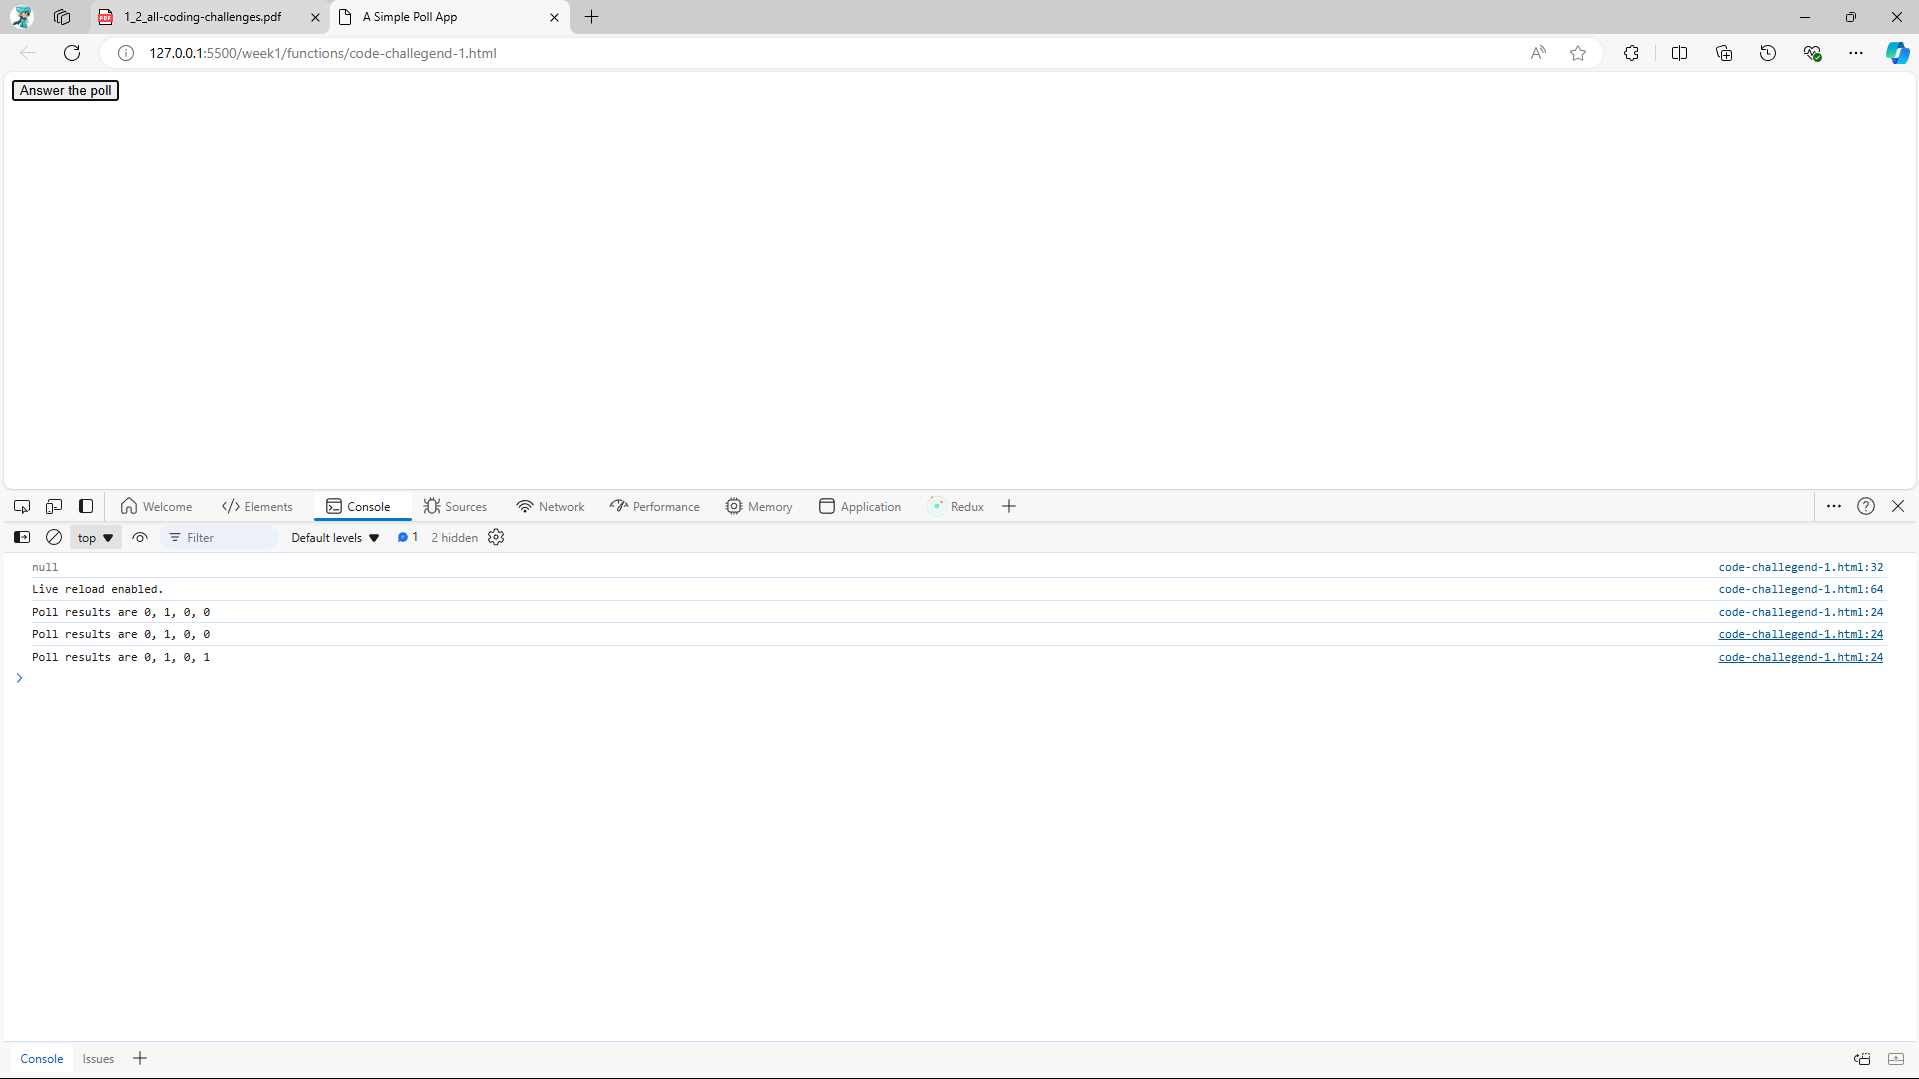 1_2_all-coding-challenges.pdf
A Simple Poll App
127.0.0.1:5500/week1/functions/code-challegend-1.html
Answer the poll
Welcome Elements Console Sources Network Performance Memory Application Redux
top Filter Default levels 1 2 hidden
null code-challegend-1.html:32
Live reload enabled. code-challegend-1.html:64
Poll results are 0, 1, 0, 0 code-challegend-1.html:24
Poll results are 0, 1, 0, 0 code-challegend-1.html:24
Poll results are 0, 1, 0, 1 code-challegend-1.html:24
Console Issues